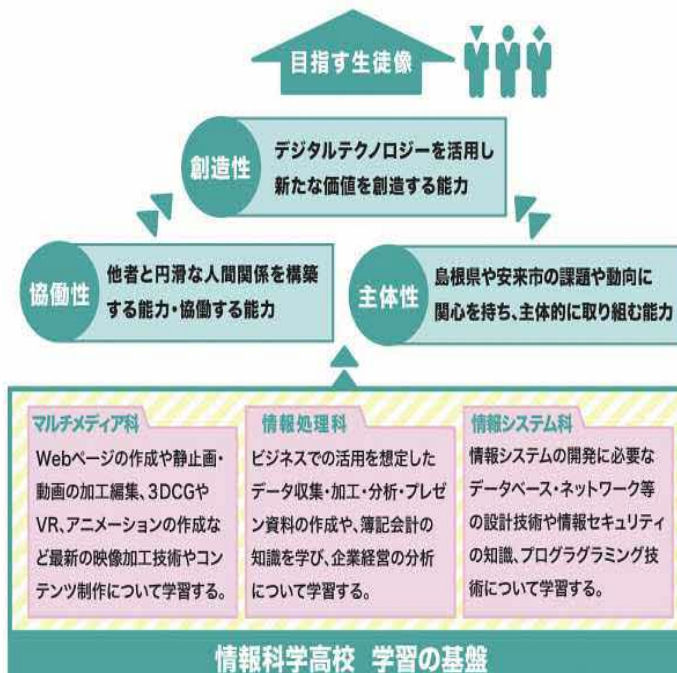 目指す生徒像
創造性
デジタルテクノロジーを活用し
新たな価値を創造する能力
協働性
他者と円滑な人間関係を構築
する能力・協働する能力
主体性
島根県や安来市の課題や動向に
関心を持ち、主体的に取り組む能力
マルチメディア科
Webページの作成や静止画・
動画の加工編集、3DCGや
VR、アニメーションの作成な
ど最新の映像加工技術やコン
テンツ制作について学習する。
情報処理科
ビジネスでの活用を想定した
データ収集・加工・分析・プレゼ
ン資料の作成や、簿記会計の
知識を学び、企業経営の分析
について学習する。
情報システム科
情報システムの開発に必要な
データベース・ネットワーク等
の設計技術や情報セキュリティ
の知識、プログラグラミング技
術について学習する。
情報科学高校 学習の基盤